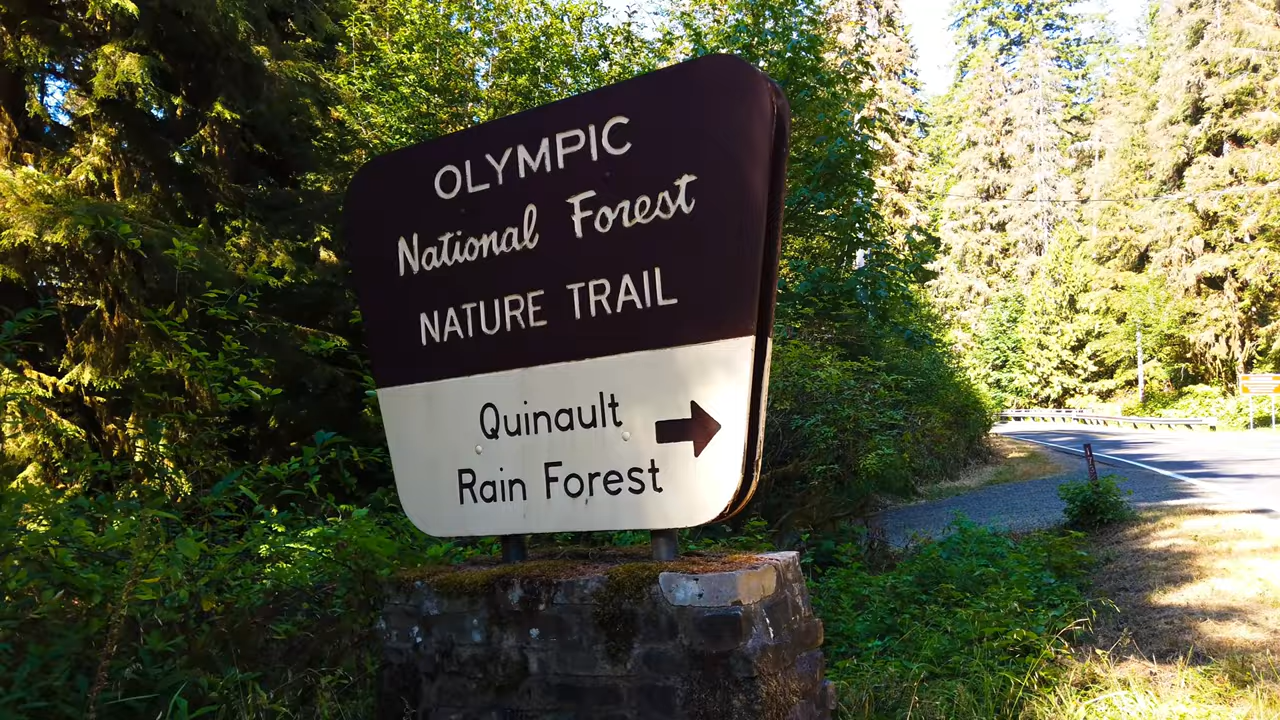 OLYMPIC
National Forest
NATURE TRAIL
Quinault
Rain Forest